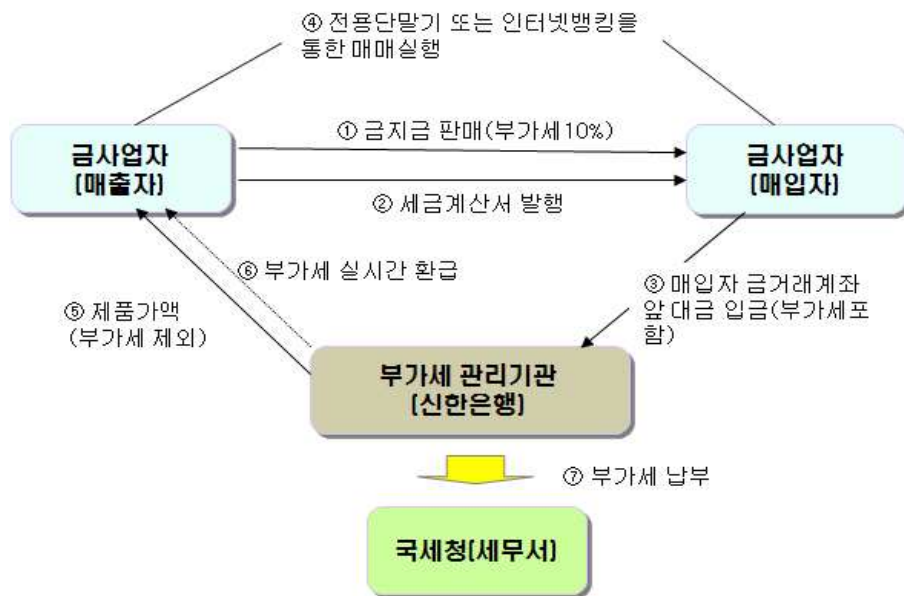 ④ 전용단말기 또는 인터넷뱅킹을
통한 매매실행
① 금지금 판매(부가세10%)
금사업자
(매출자)
금사업자
(매입자)
② 세금계산서 발행
⑥ 부가세 실시간 환급
③ 매입자 금거래계좌
앞 대금 입금(부가세포
함)
⑤ 제품가액
(부가세 제외)
부가세 관리기관
(신한은행)
⑦ 부가세 납부
국세청(세무서)